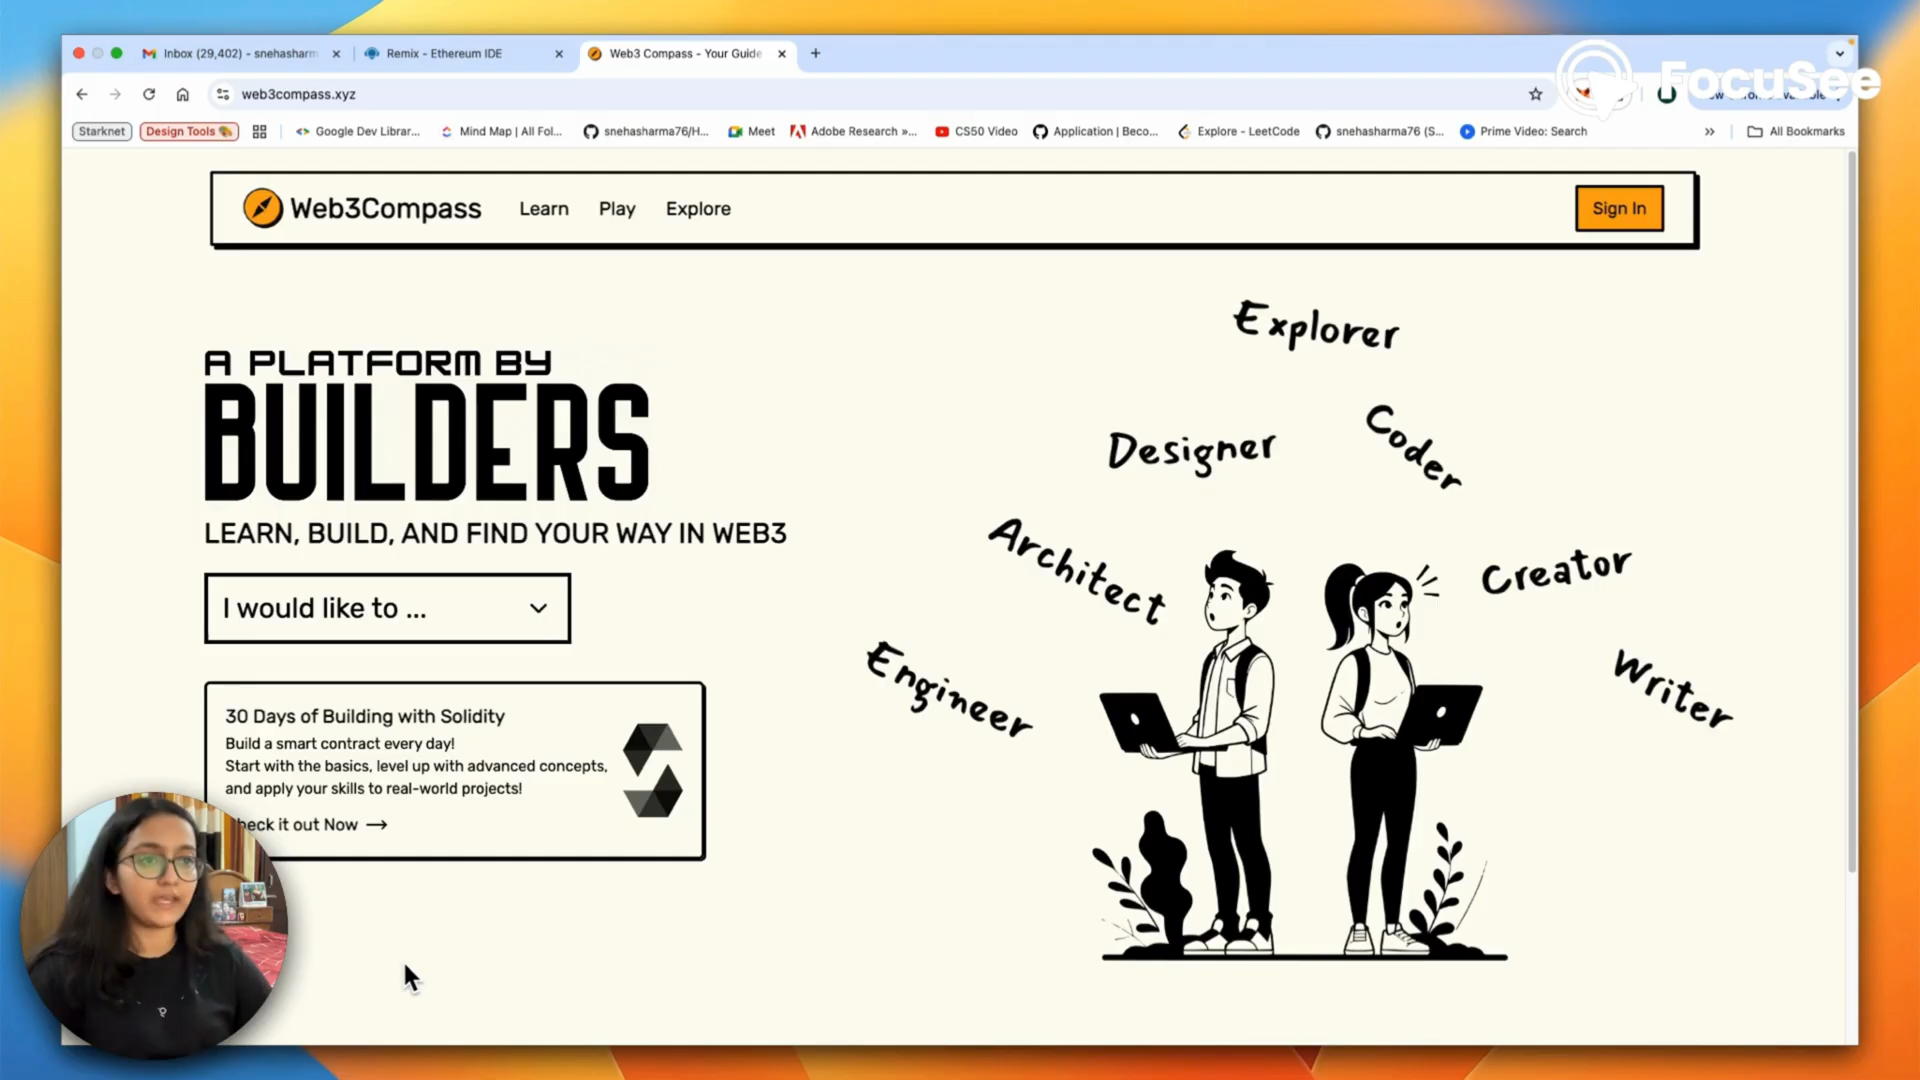 Inbox (29,402) - snehasharm
Remix - Ethereum IDE
Web3 Compass - Your Guide
FocuSee
web3compass.xyz
Starknet
Design Tools
Google Dev Librar...
Mind Map | All Fol...
snehasharma76/H...
Meet
Adobe Research »...
CS50 Video
Application | Beco...
Explore - LeetCode
snehasharma76 (S...
Prime Video: Search
All Bookmarks
Web3Compass
Learn
Play
Explore
Sign In
Explorer
A PLATFORM BY
BUILDERS
Designer
Coder
LEARN, BUILD, AND FIND YOUR WAY IN WEB3
Architect
Creator
I would like to ...
Engineer
Writer
30 Days of Building with Solidity
Build a smart contract every day!
Start with the basics, level up with advanced concepts,
and apply your skills to real-world projects!
eck it out Now →